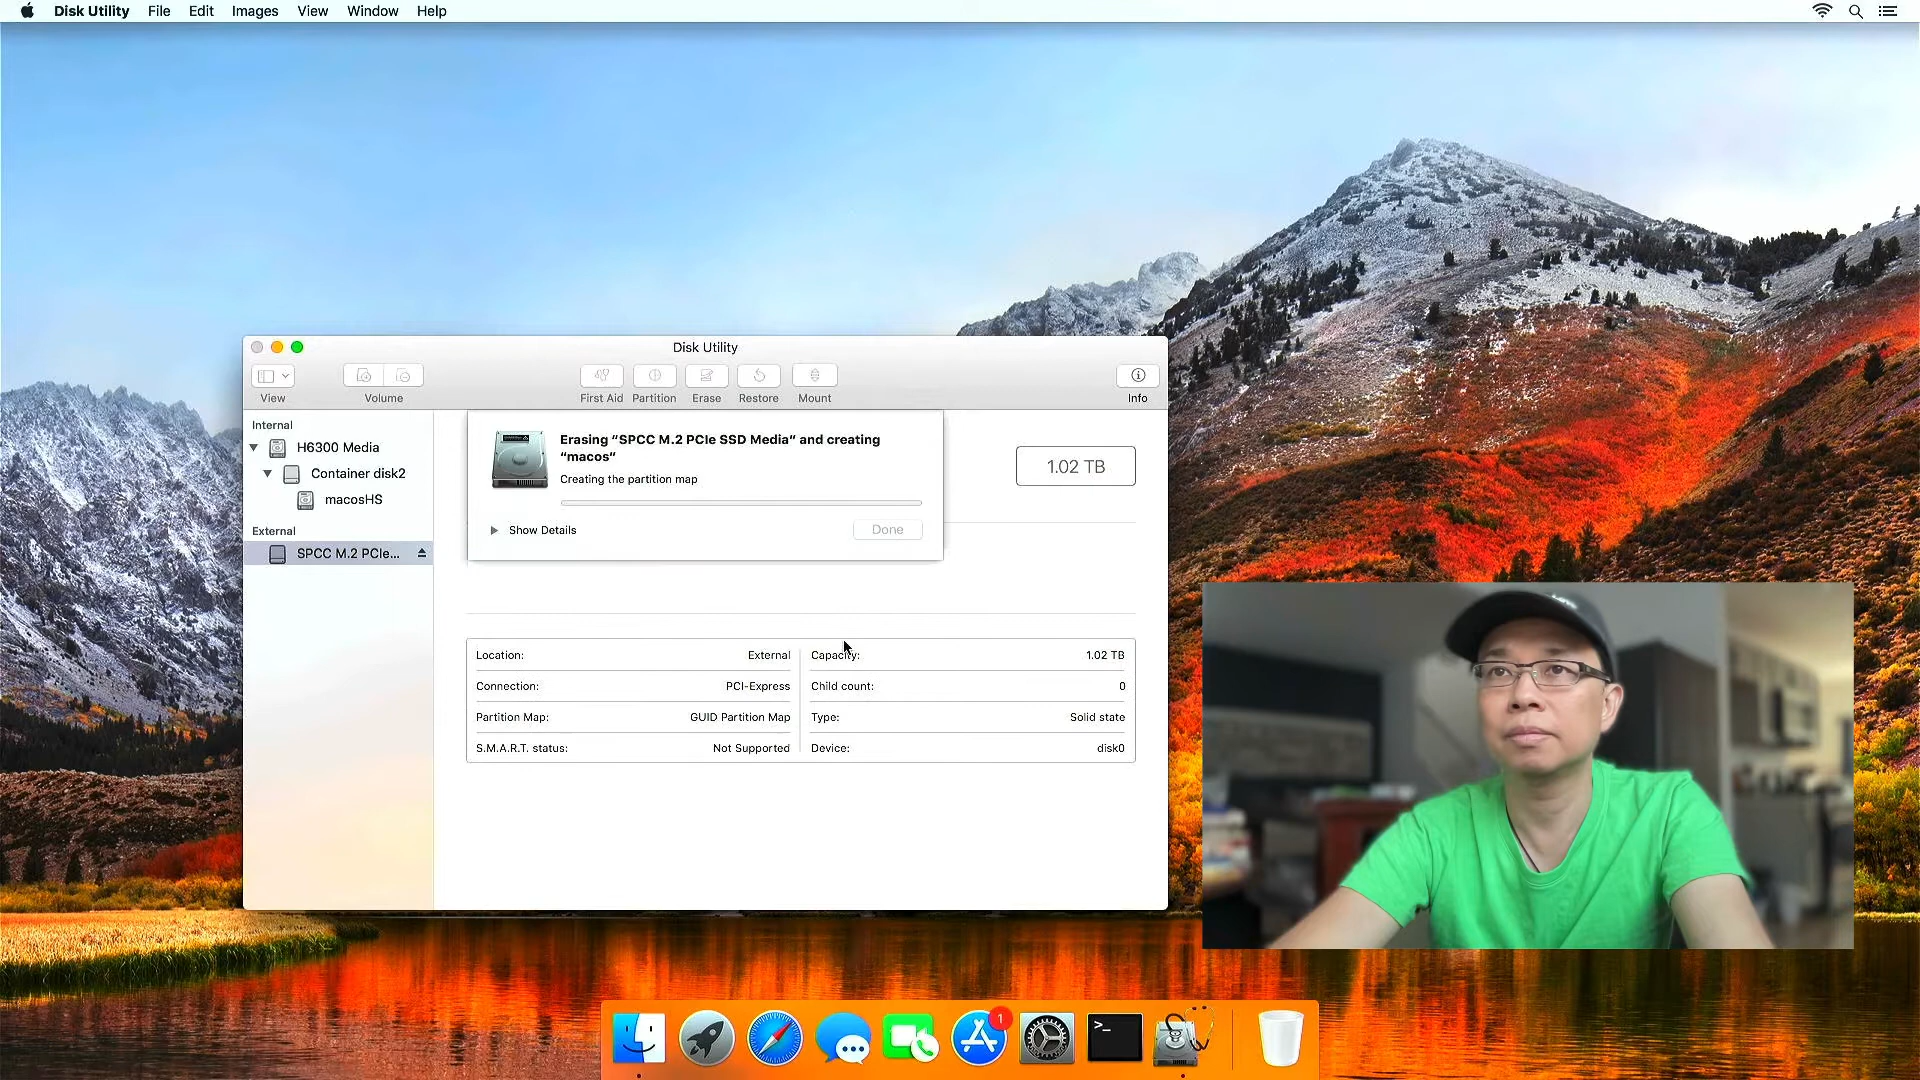 Disk Utility File Edit Images View Window Help
Disk Utility
View Volume First Aid Partition Erase Restore Mount Info
Internal
H6300 Media
Container disk2
macosHS
External
SPCC M.2 PCIe...
Erasing “SPCC M.2 PCIe SSD Media” and creating
“macos”
Creating the partition map
Show Details
Done
1.02 TB
Location: External
Capacity: 1.02 TB
Connection: PCI-Express
Child count: 0
Partition Map: GUID Partition Map
Type: Solid state
S.M.A.R.T. status: Not Supported
Device: disk0
1